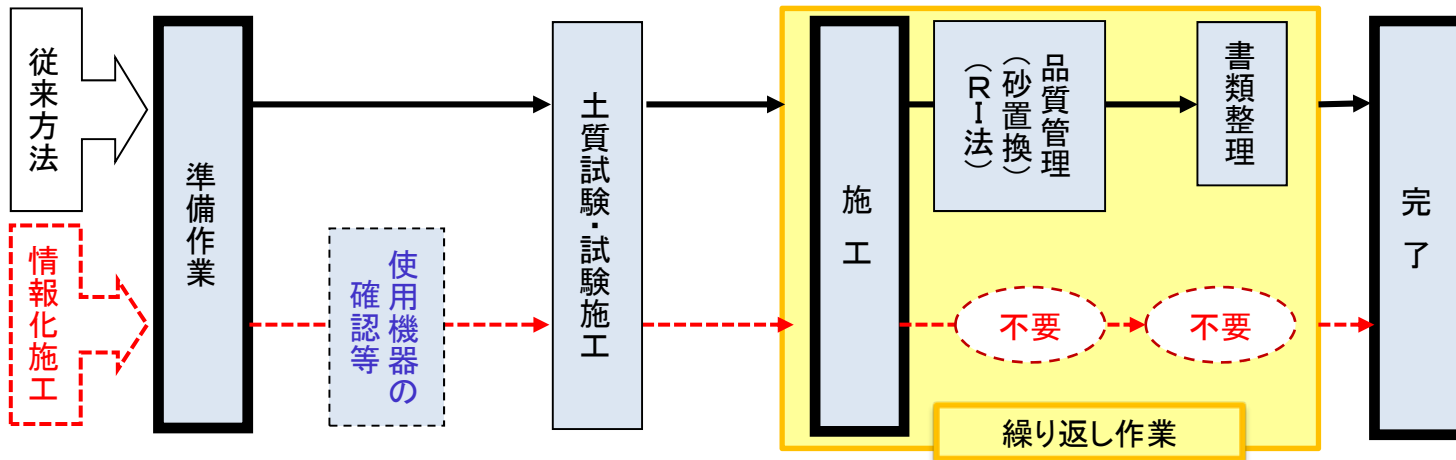 従来方法
準備作業
土質試験・試験施工
施工
品質管理
（砂置換）
（ＲＩ法）
書類整理
完了
情報化施工
使用機器の
確認等
不要
不要
繰り返し作業